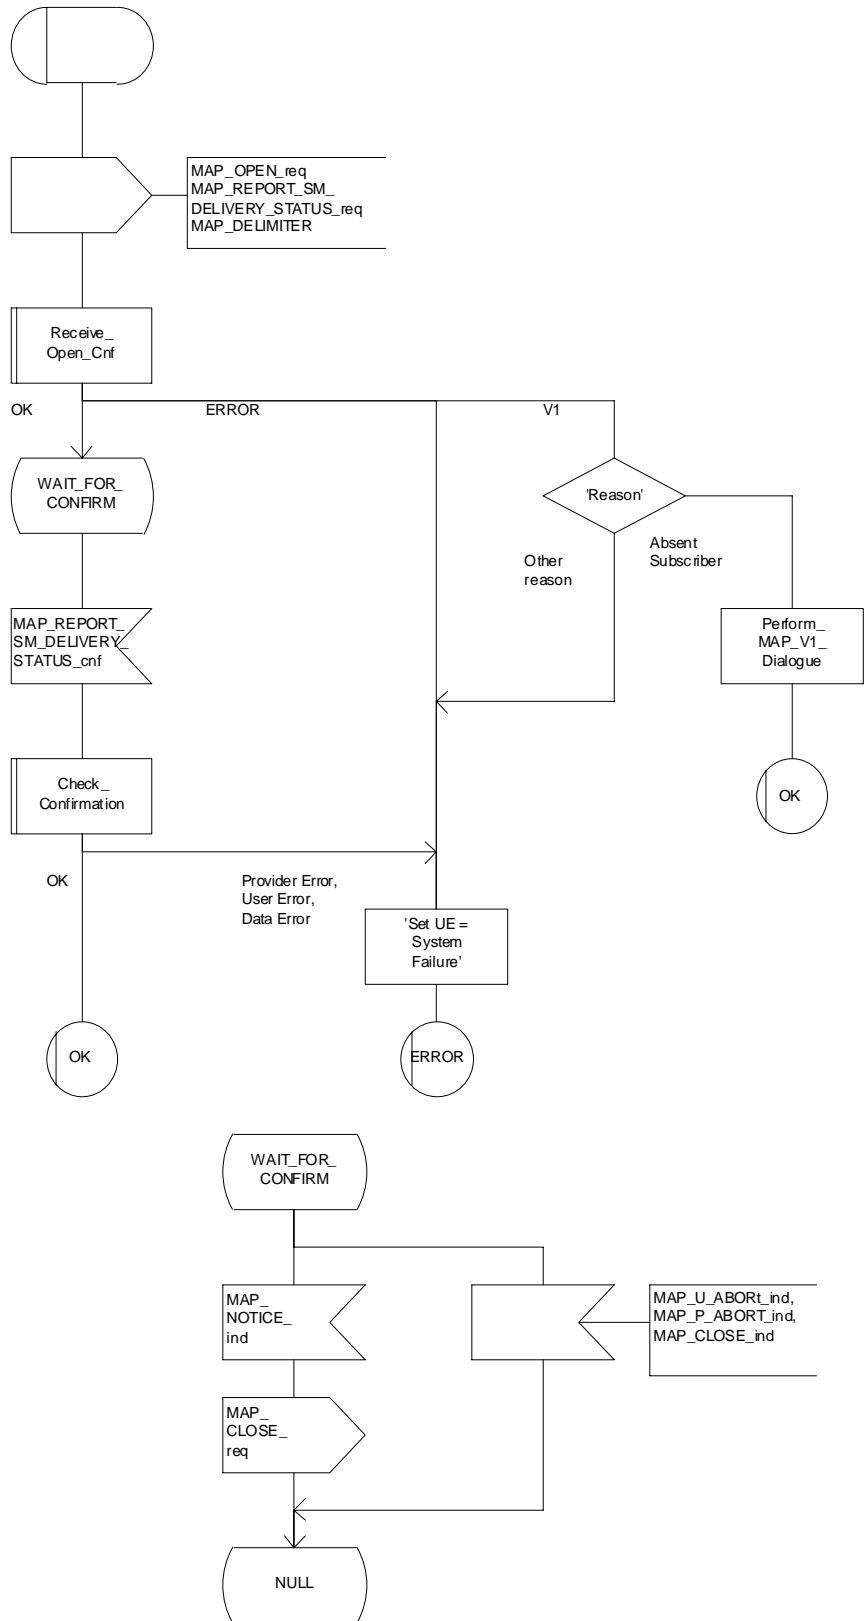 MAP_OPEN_req
MAP_REPORT_SM_
DELIVERY_STATUS_req
MAP_DELIMITER
Receive_
Open_Cnf
OK
ERROR
V1
WAIT_FOR_
CONFIRM
'Reason'
Other
reason
Absent
Subscriber
MAP_REPORT_
SM_DELIVERY_
STATUS_cnf
Perform_
MAP_V1_
Dialogue
Check_
Confirmation
OK
OK
Provider Error,
User Error,
Data Error
'Set UE =
System
Failure'
OK
ERROR
WAIT_FOR_
CONFIRM
MAP_
NOTICE_
ind
MAP_U_ABORt_ind,
MAP_P_ABORT_ind,
MAP_CLOSE_ind
MAP_
CLOSE_
req
NULL